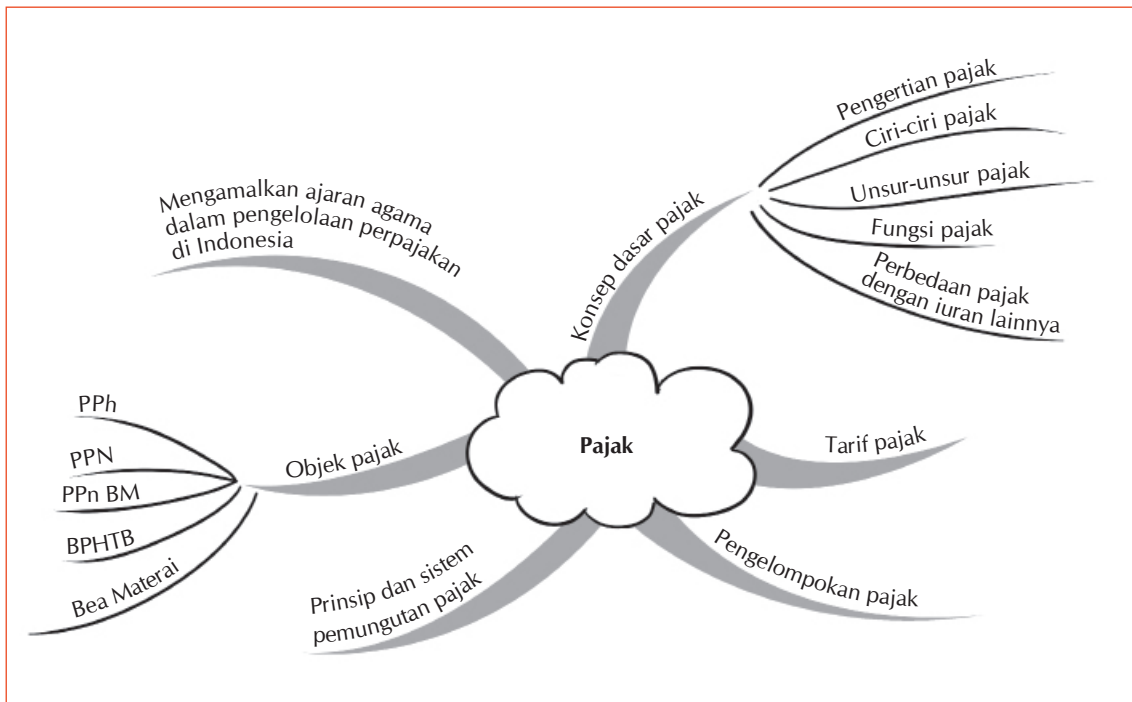 Pengertian pajak
Ciri-ciri pajak
Unsur-unsur pajak
Fungsi pajak
Perbedaan pajak
dengan iuran lainnya
Konsep dasar pajak
Mengamalkan ajaran agama
dalam pengelolaan perpajakan
di Indonesia
Pajak
Tarif pajak
Pengelompokan pajak
Prinsip dan sistem
pemungutan pajak
Objek pajak
PPh
PPN
PPn BM
BPHTB
Bea Materai